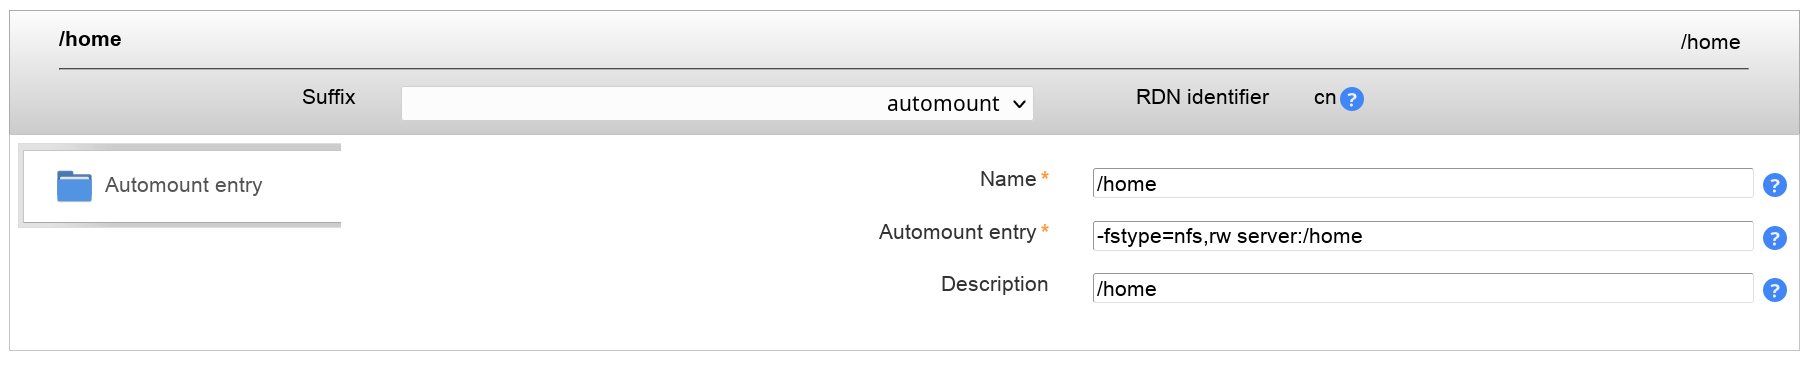 /home
/home
Suffix automount RDN identifier cn ?
Automount entry
Name * /home ?
Automount entry * -fstype=nfs,rw server:/home ?
Description /home ?